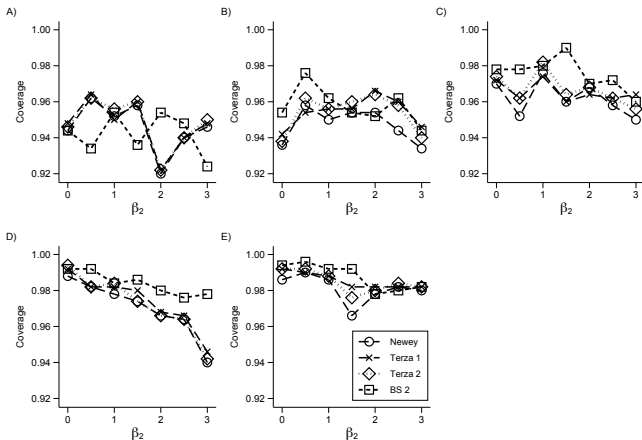 A)
B)
C)
1.00
0.98
0.96
0.94
0.92
Coverage
0
1
2
3
β2
1.00
0.98
0.96
0.94
0.92
Coverage
0
1
2
3
β2
1.00
0.98
0.96
0.94
0.92
Coverage
0
1
2
3
β2
D)
E)
1.00
0.98
0.96
0.94
0.92
Coverage
0
1
2
3
β2
1.00
0.98
0.96
0.94
0.92
Coverage
0
1
2
3
β2
Newey
Terza 1
Terza 2
BS 2